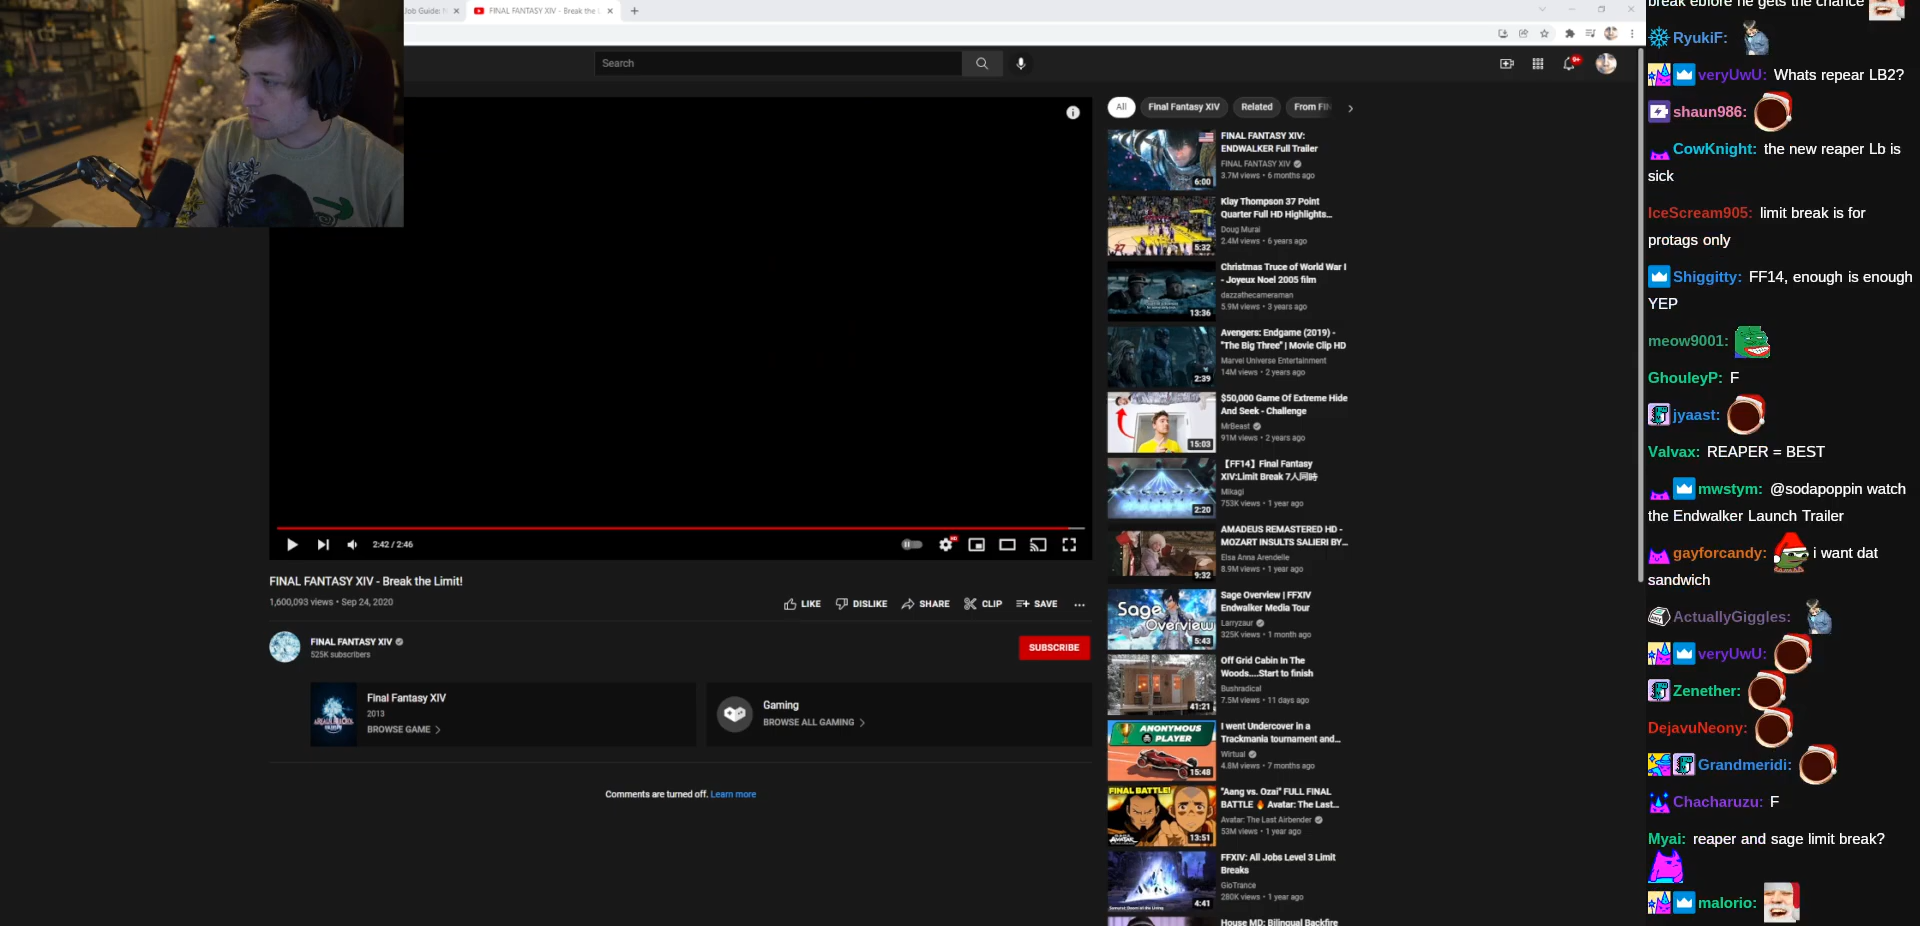 Job Guide:
FINAL FANTASY XIV - Break the
Search
9+
break ebfore he gets the chance
RyukiF:
veryUwU: Whats repear LB2?
shaun986:
CowKnight: the new reaper Lb is
sick
IceScream905: limit break is for
protags only
Shiggitty: FF14, enough is enough
YEP
meow9001:
GhouleyP: F
jyaast:
Valvax: REAPER = BEST
mwstym: @sodapoppin watch
the Endwalker Launch Trailer
gayforcandy: i want dat
sandwich
ActuallyGiggles:
veryUwU:
Zenether:
DejavuNeony:
Grandmeridi:
Chacharuzu: F
Myai: reaper and sage limit break?
malorio:
All
Final Fantasy XIV
Related
From FIN
FINAL FANTASY XIV:
ENDWALKER Full Trailer
FINAL FANTASY XIV
3.7M views • 6 months ago
6:00
Klay Thompson 37 Point
Quarter Full HD Highlights...
Doug Murai
2.4M views • 6 years ago
5:32
Christmas Truce of World War I
- Joyeux Noel 2005 film
dazzathecameraman
5.9M views • 3 years ago
13:36
Avengers: Endgame (2019) -
"The Big Three" | Movie Clip HD
Marvel Universe Entertainment
14M views • 2 years ago
2:39
$50,000 Game Of Extreme Hide
And Seek - Challenge
MrBeast
91M views • 2 years ago
15:03
【FF14】Final Fantasy
XIV:Limit Break 7人同時
Mikagi
753K views • 1 year ago
2:20
AMADEUS REMASTERED HD -
MOZART INSULTS SALIERI BY...
Elsa Anna Arendelle
8.9M views • 1 year ago
9:32
Sage Overview | FFXIV
Endwalker Media Tour
Larryzaur
325K views • 1 month ago
Sage
Overview
5:43
Off Grid Cabin In The
Woods....Start to finish
Bushradical
7.5M views • 11 days ago
41:21
I went Undercover in a
Trackmania tournament and...
Wirtual
4.8M views • 7 months ago
ANONYMOUS
PLAYER
15:48
"Aang vs. Ozai" FULL FINAL
BATTLE 🔥 Avatar: The Last...
Avatar: The Last Airbender
53M views • 1 year ago
FINAL BATTLE!
AVATAR
13:51
FFXIV: All Jobs Level 3 Limit
Breaks
GloTrance
280K views • 1 year ago
4:41
House MD: Bilingual Backfire
2:42 / 2:46
FINAL FANTASY XIV - Break the Limit!
1,600,093 views • Sep 24, 2020
LIKE
DISLIKE
SHARE
CLIP
SAVE
FINAL FANTASY XIV
525K subscribers
SUBSCRIBE
Final Fantasy XIV
2013
BROWSE GAME
Gaming
BROWSE ALL GAMING
Comments are turned off. Learn more